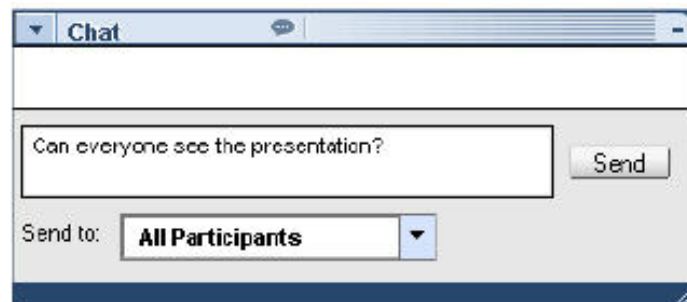 Chat
Can everyone see the presentation?
Send
Send to:
All Participants